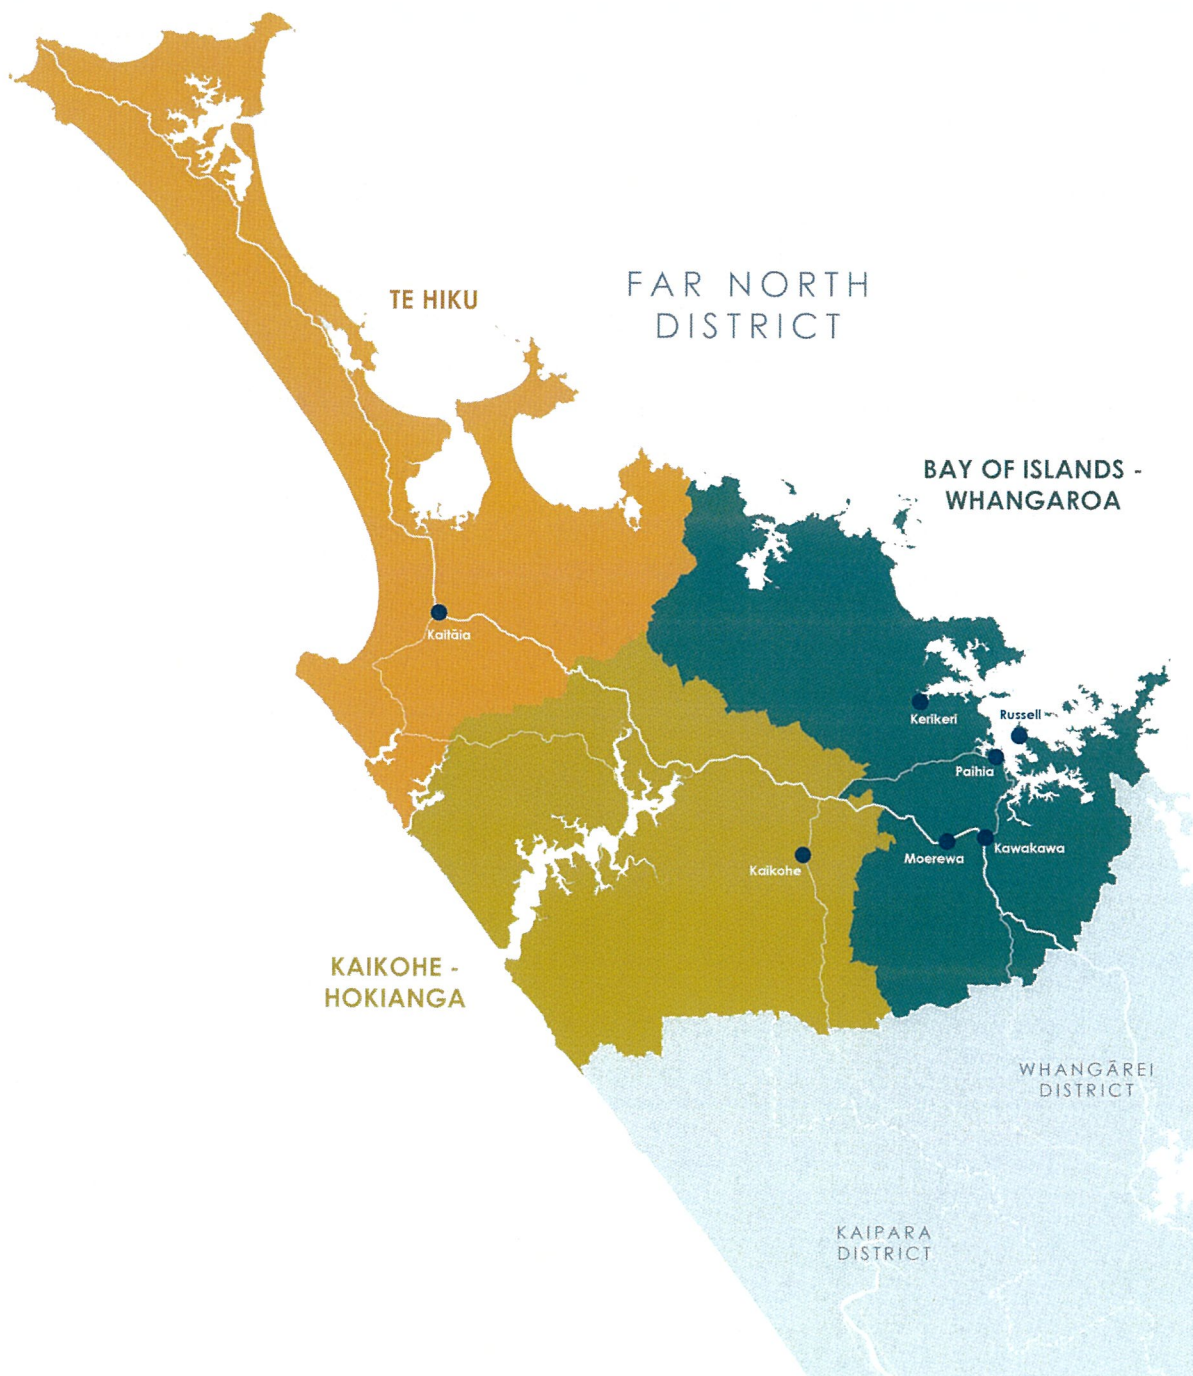 TE HIKU
FAR NORTH
DISTRICT
BAY OF ISLANDS -
WHANGAROA
Kaitāia
Kerikeri
Russell
Paihia
Moerewa
Kawakawa
Kaikohe
KAIKOHE -
HOKIANGA
WHANGĀREI
DISTRICT
KAIPARA
DISTRICT